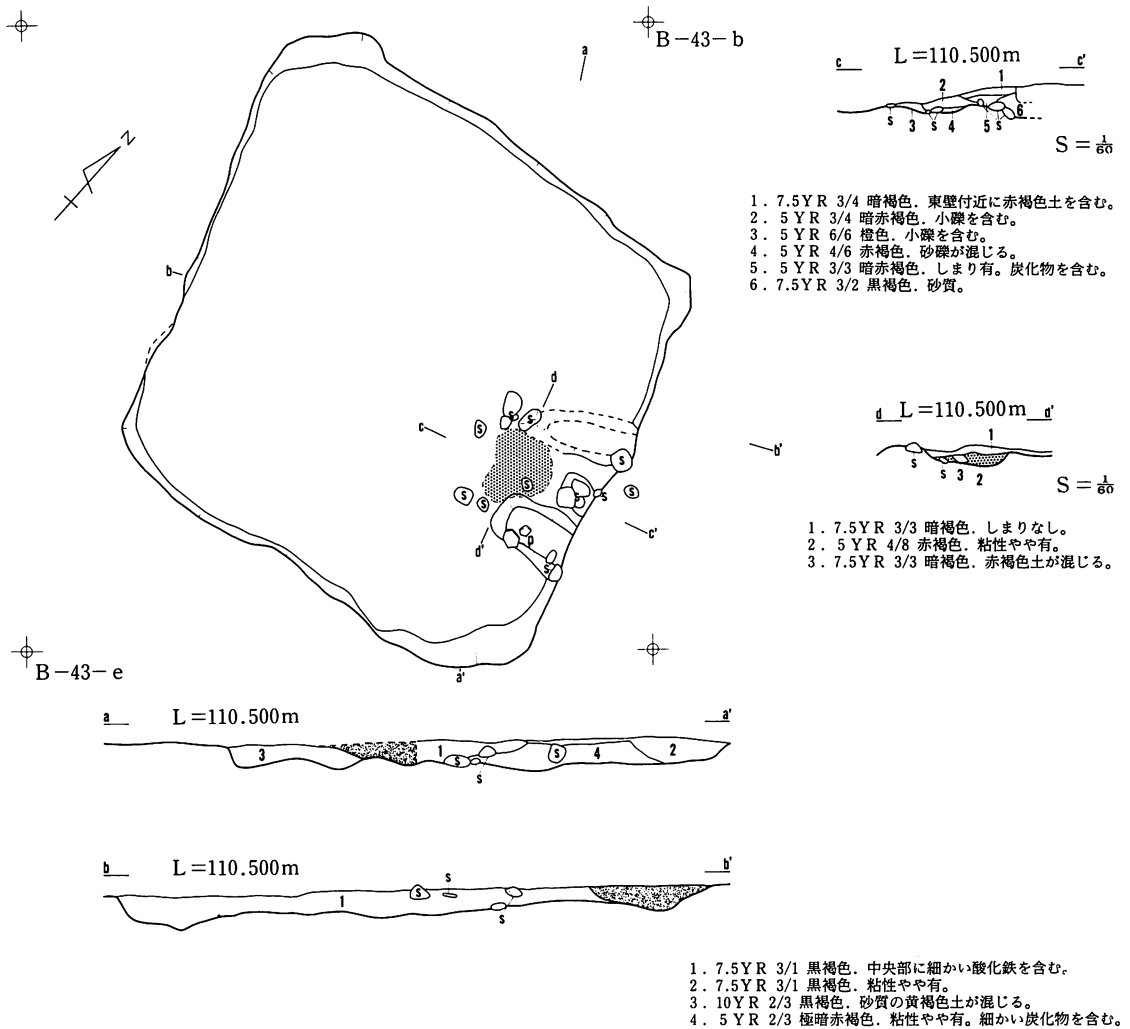 B-43-b
a
N
b
d
c
S
S
S
S
S
S
S
S
S
S
b'
c'
d'
P
S
B-43-e
a'
c L=110.500m c'
1
2
6
S 3 S 4 5 S
S=1/60
1. 7.5YR 3/4 暗褐色. 東壁付近に赤褐色土を含む。
2. 5YR 3/4 暗赤褐色. 小礫を含む。
3. 5YR 6/6 橙色. 小礫を含む。
4. 5YR 4/6 赤褐色. 砂礫が混じる。
5. 5YR 3/3 暗赤褐色. しまり有。炭化物を含む。
6. 7.5YR 3/2 黒褐色. 砂質。
d L=110.500m d'
1
S S 3 2
S=1/60
1. 7.5YR 3/3 暗褐色. しまりなし。
2. 5YR 4/8 赤褐色. 粘性やや有。
3. 7.5YR 3/3 暗褐色. 赤褐色土が混じる。
a L=110.500m a'
3 1 S S 4 2
S
b L=110.500m b'
S S
1
S
1. 7.5YR 3/1 黒褐色. 中央部に細かい酸化鉄を含む。
2. 7.5YR 3/1 黒褐色. 粘性やや有。
3. 10YR 2/3 黒褐色. 砂質の黄褐色土が混じる。
4. 5YR 2/3 極暗赤褐色. 粘性やや有。細かい炭化物を含む。